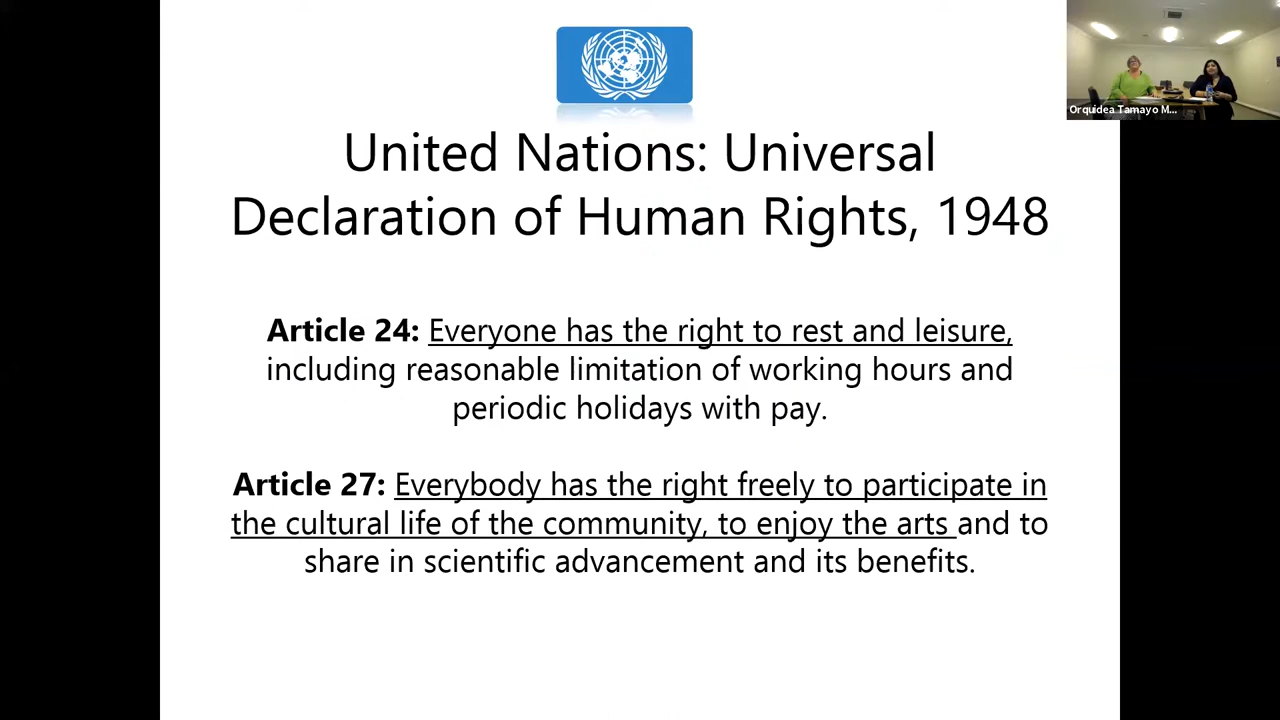 Orquidea Tamayo M...
United Nations: Universal
Declaration of Human Rights, 1948
Article 24: Everyone has the right to rest and leisure,
including reasonable limitation of working hours and
periodic holidays with pay.
Article 27: Everybody has the right freely to participate in
the cultural life of the community, to enjoy the arts and to
share in scientific advancement and its benefits.